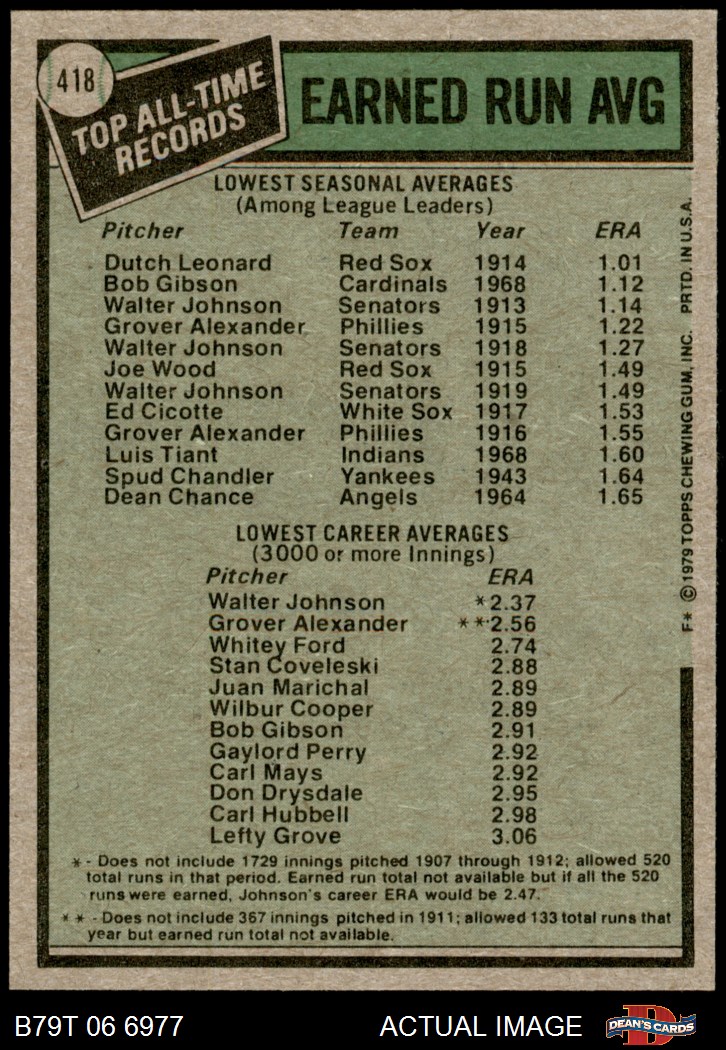 418
TOP ALL-TIME
RECORDS
EARNED RUN AVG
LOWEST SEASONAL AVERAGES
(Among League Leaders)
Pitcher Team Year ERA
Dutch Leonard Red Sox 1914 1.01
Bob Gibson Cardinals 1968 1.12
Walter Johnson Senators 1913 1.14
Grover Alexander Phillies 1915 1.22
Walter Johnson Senators 1918 1.27
Joe Wood Red Sox 1915 1.49
Walter Johnson Senators 1919 1.49
Ed Cicotte White Sox 1917 1.53
Grover Alexander Phillies 1916 1.55
Luis Tiant Indians 1968 1.60
Spud Chandler Yankees 1943 1.64
Dean Chance Angels 1964 1.65
LOWEST CAREER AVERAGES
(3000 or more Innings)
Pitcher ERA
Walter Johnson *2.37
Grover Alexander **2.56
Whitey Ford 2.74
Stan Coveleski 2.88
Juan Marichal 2.89
Wilbur Cooper 2.89
Bob Gibson 2.91
Gaylord Perry 2.92
Carl Mays 2.92
Don Drysdale 2.95
Carl Hubbell 2.98
Lefty Grove 3.06
* - Does not include 1729 innings pitched 1907 through 1912; allowed 520
total runs in that period. Earned run total not available but if all the 520
runs were earned, Johnson's career ERA would be 2.47.
* * - Does not include 367 innings pitched in 1911; allowed 133 total runs that
year but earned run total not available.
F* © 1979 TOPPS CHEWING GUM, INC. PRTD. IN U.S.A.
B79T 06 6977 ACTUAL IMAGE
D
DEAN'S CARDS